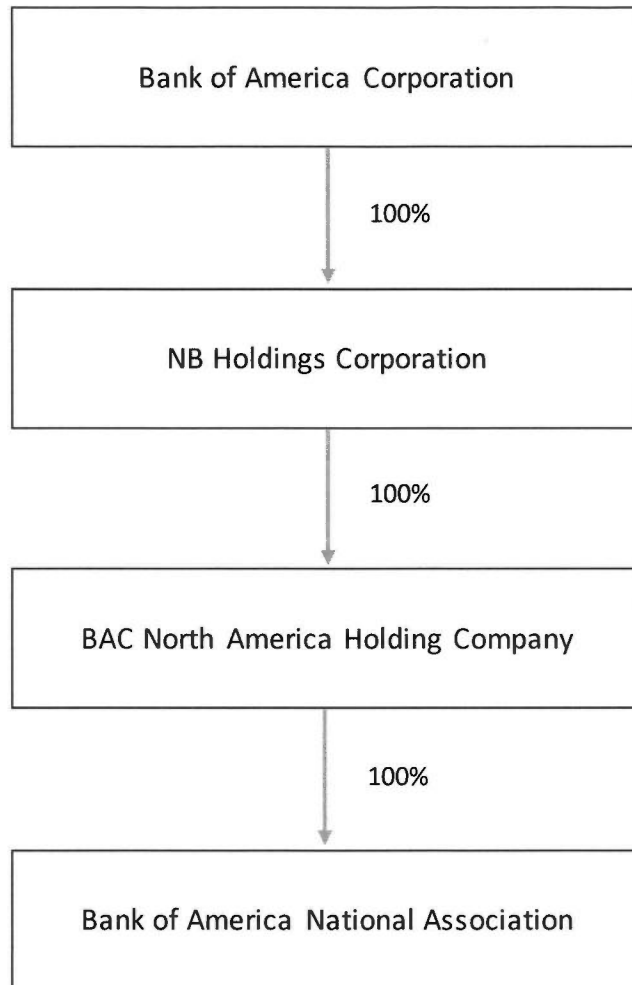 Bank of America Corporation
100%
NB Holdings Corporation
100%
BAC North America Holding Company
100%
Bank of America National Association